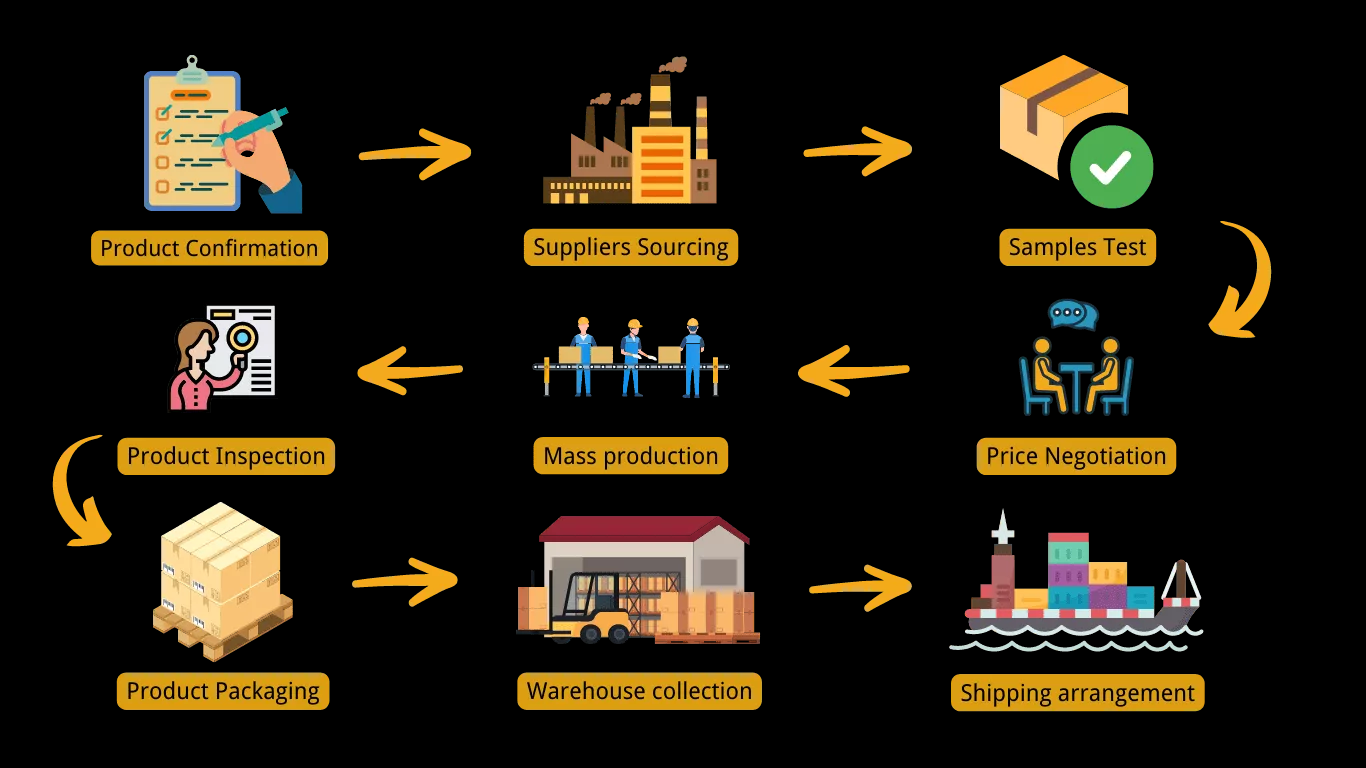 Product Confirmation
Suppliers Sourcing
Samples Test
Price Negotiation
Mass production
Product Inspection
Product Packaging
Warehouse collection
Shipping arrangement